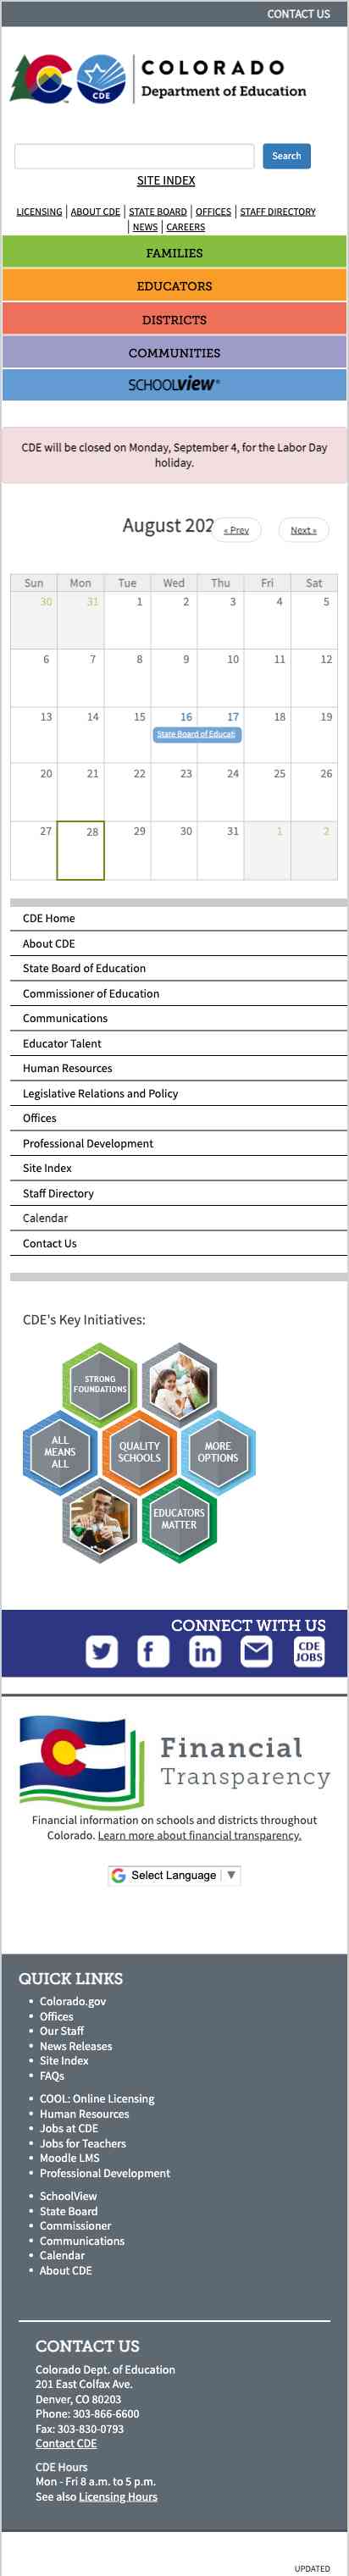 CONTACT US
CDE
COLORADO
Department of Education
Search
SITE INDEX
LICENSING | ABOUT CDE | STATE BOARD | OFFICES | STAFF DIRECTORY
| NEWS | CAREERS
FAMILIES
EDUCATORS
DISTRICTS
COMMUNITIES
SCHOOLVIEW®
CDE will be closed on Monday, September 4, for the Labor Day
holiday.
August 202
« Prev
Next »
Sun Mon Tue Wed Thu Fri Sat
30 31 1 2 3 4 5
6 7 8 9 10 11 12
13 14 15 16 17 18 19
State Board of Educati
20 21 22 23 24 25 26
27 28 29 30 31 1 2
CDE Home
About CDE
State Board of Education
Commissioner of Education
Communications
Educator Talent
Human Resources
Legislative Relations and Policy
Offices
Professional Development
Site Index
Staff Directory
Calendar
Contact Us
CDE's Key Initiatives:
STRONG
FOUNDATIONS
ALL
MEANS
ALL
QUALITY
SCHOOLS
MORE
OPTIONS
EDUCATORS
MATTER
CONNECT WITH US
CDE
JOBS
Financial
Transparency
Financial information on schools and districts throughout
Colorado. Learn more about financial transparency.
Select Language ▼
QUICK LINKS
• Colorado.gov
• Offices
• Our Staff
• News Releases
• Site Index
• FAQs
• COOL: Online Licensing
• Human Resources
• Jobs at CDE
• Jobs for Teachers
• Moodle LMS
• Professional Development
• SchoolView
• State Board
• Commissioner
• Communications
• Calendar
• About CDE
CONTACT US
Colorado Dept. of Education
201 East Colfax Ave.
Denver, CO 80203
Phone: 303-866-6600
Fax: 303-830-0793
Contact CDE
CDE Hours
Mon - Fri 8 a.m. to 5 p.m.
See also Licensing Hours
UPDATED